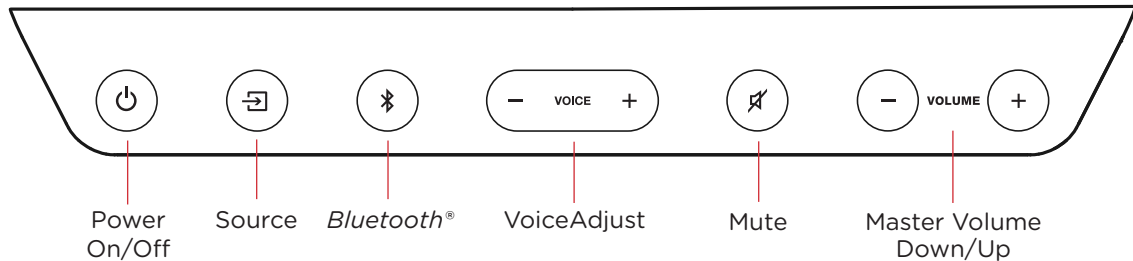 − VOICE + − VOLUME +
Power Source Bluetooth® VoiceAdjust Mute Master Volume
On/Off Down/Up